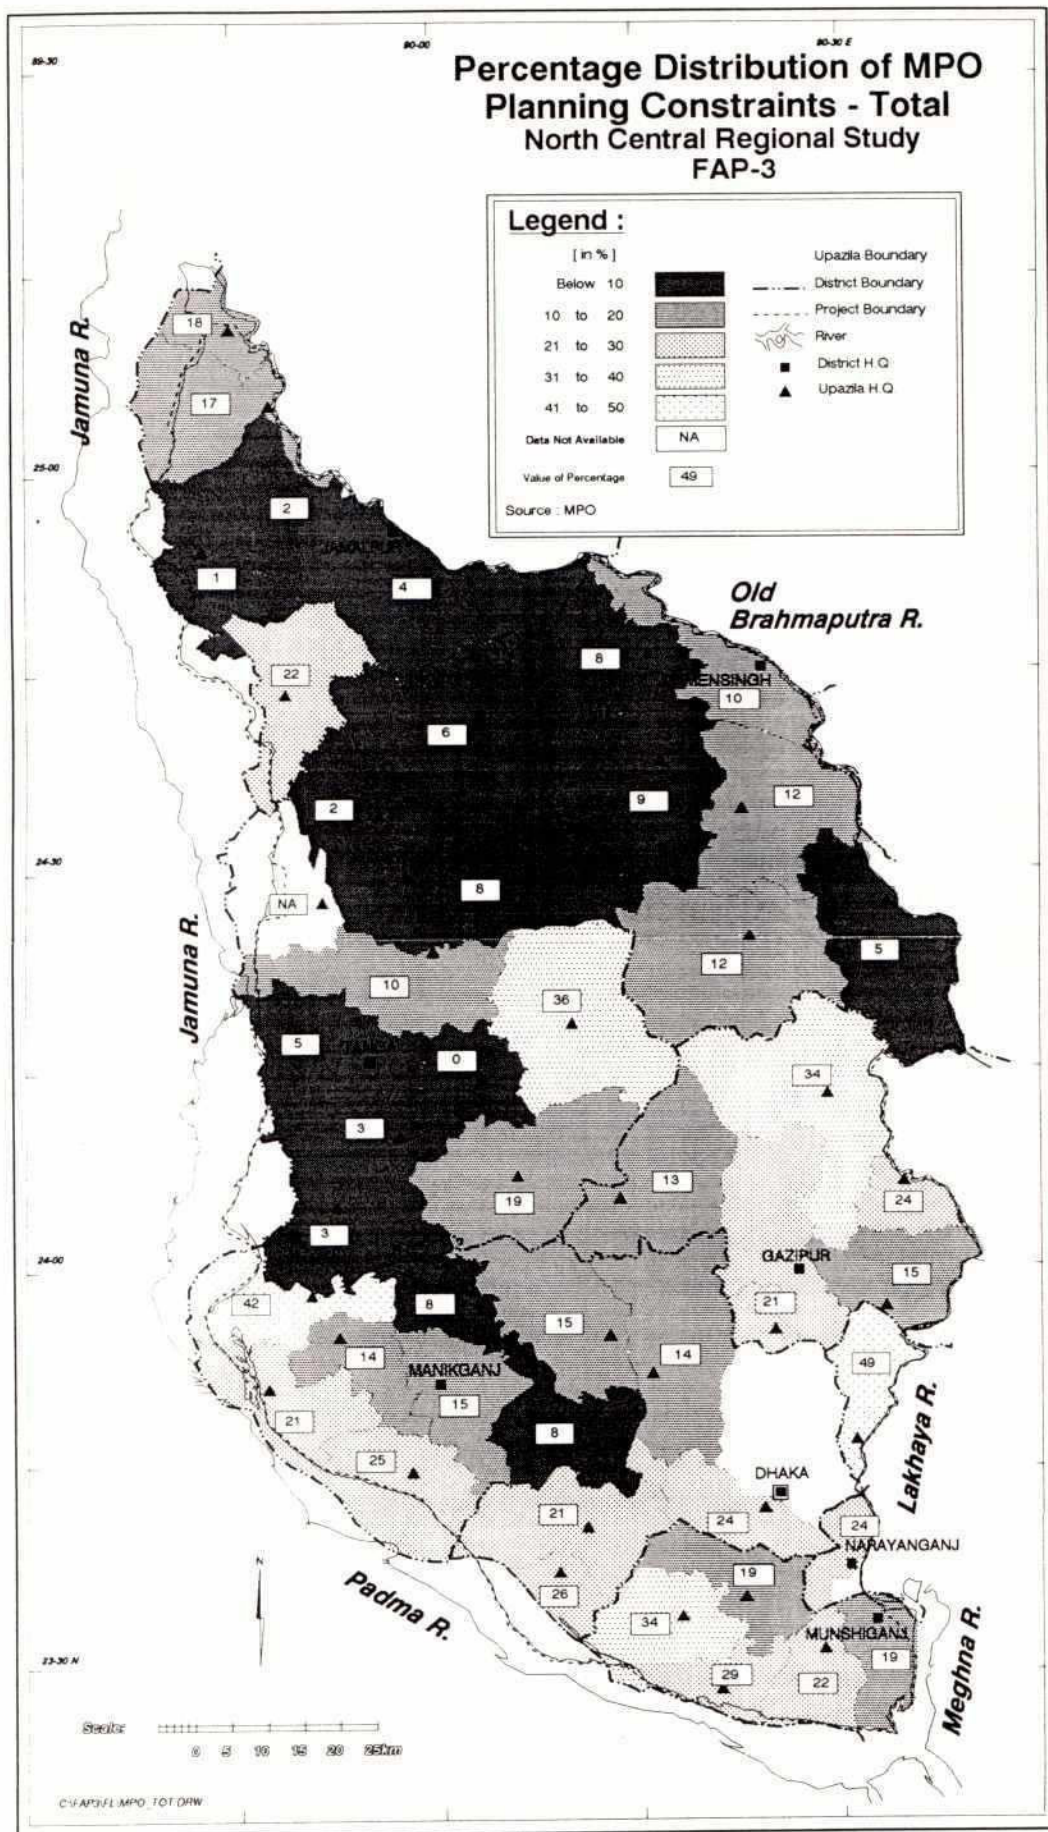 90-00
90-30 E
89-30
Percentage Distribution of MPO
Planning Constraints - Total
North Central Regional Study
FAP-3
Legend :
[ in % ]
Below 10
10 to 20
21 to 30
31 to 40
41 to 50
Data Not Available
NA
Value of Percentage
49
Source : MPO
Upazila Boundary
District Boundary
Project Boundary
River
District H.Q
Upazila H.Q
Jamuna R.
18
17
25-00
2
JAMALPUR
1
4
Old
Brahmaputra R.
8
22
MENSINGH
10
6
2
9
12
24-30
8
NA
5
12
10
36
Jamuna R.
5
0
34
3
13
19
24
3
24-00
GAZIPUR
15
42
8
21
15
14
14
49
MANIKGANJ
15
21
8
Lakhaya R.
25
DHAKA
21
24
24
NARAYANGANJ
26
19
Padma R.
34
MUNSHIGANJ
19
23-30 N
29
22
Meghna R.
N
Scale:
0 5 10 15 20 25km
C:\FAP3\FL\MPO_TOT.DRW